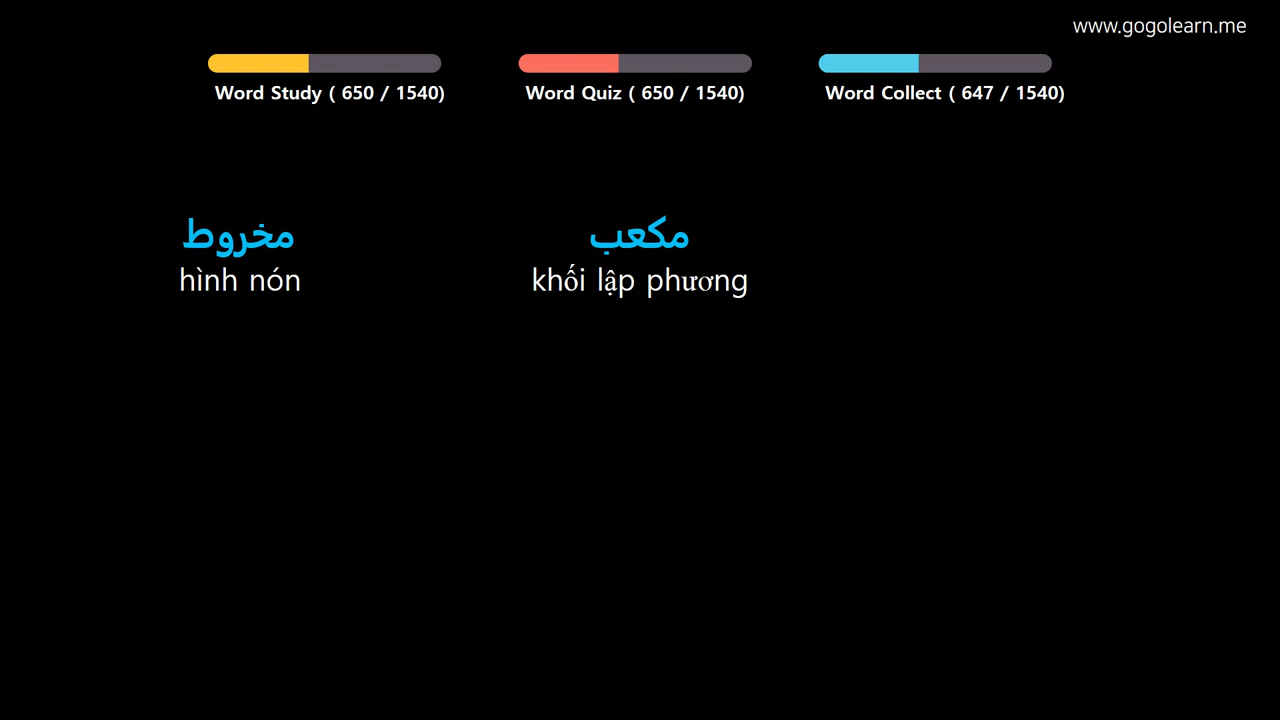 www.gogolearn.me
Word Study ( 650 / 1540)
Word Quiz ( 650 / 1540)
Word Collect ( 647 / 1540)
مخروط
hình nón
مكعب
khối lập phương